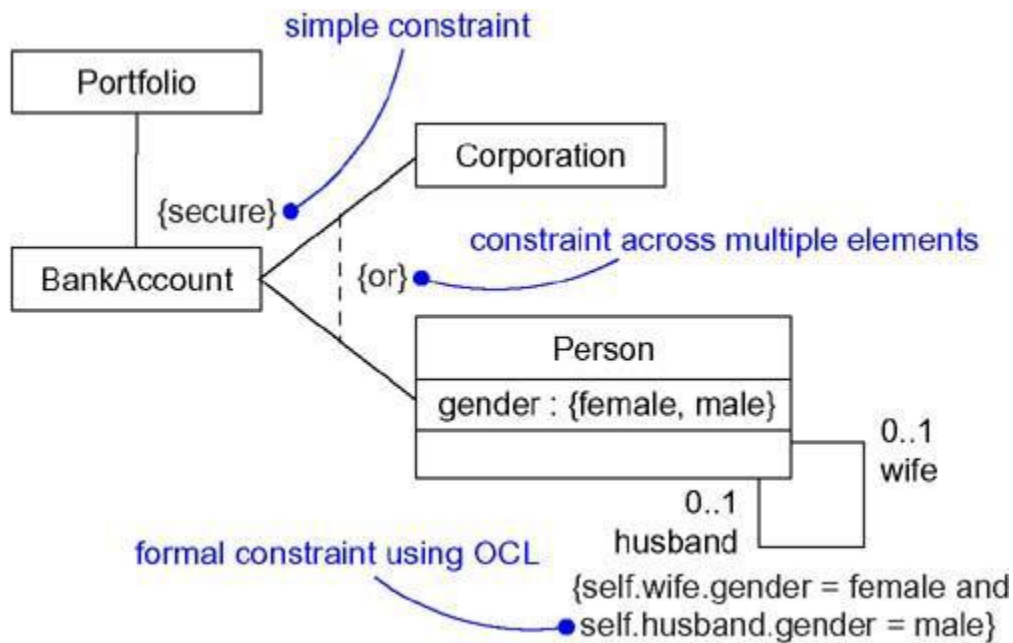 simple constraint
Portfolio
Corporation
{secure}
constraint across multiple elements
BankAccount
{or}
Person
gender : {female, male}
0..1
wife
0..1
husband
formal constraint using OCL
{self.wife.gender = female and
self.husband.gender = male}